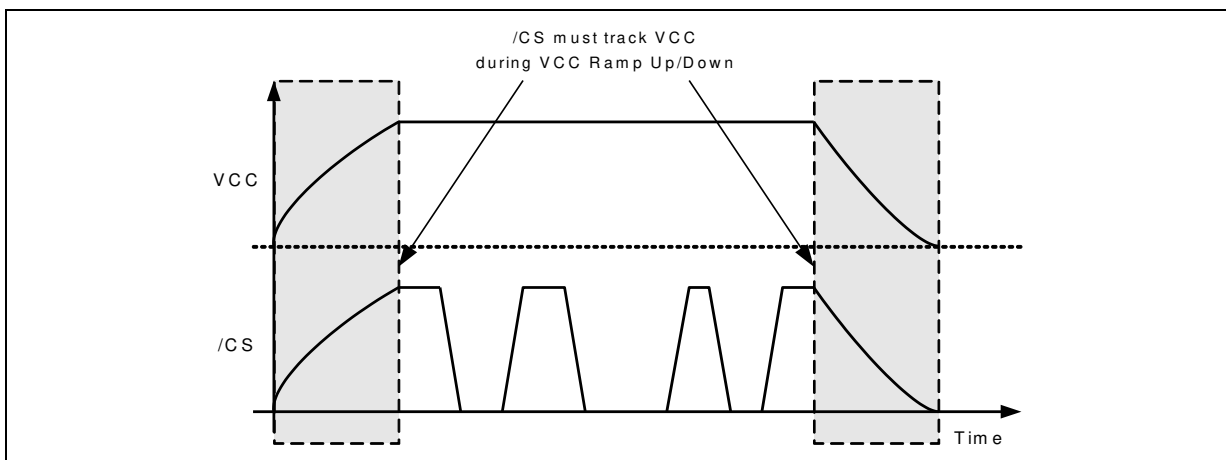 /CS must track VCC
during VCC Ramp Up/Down
VCC
/CS
Time